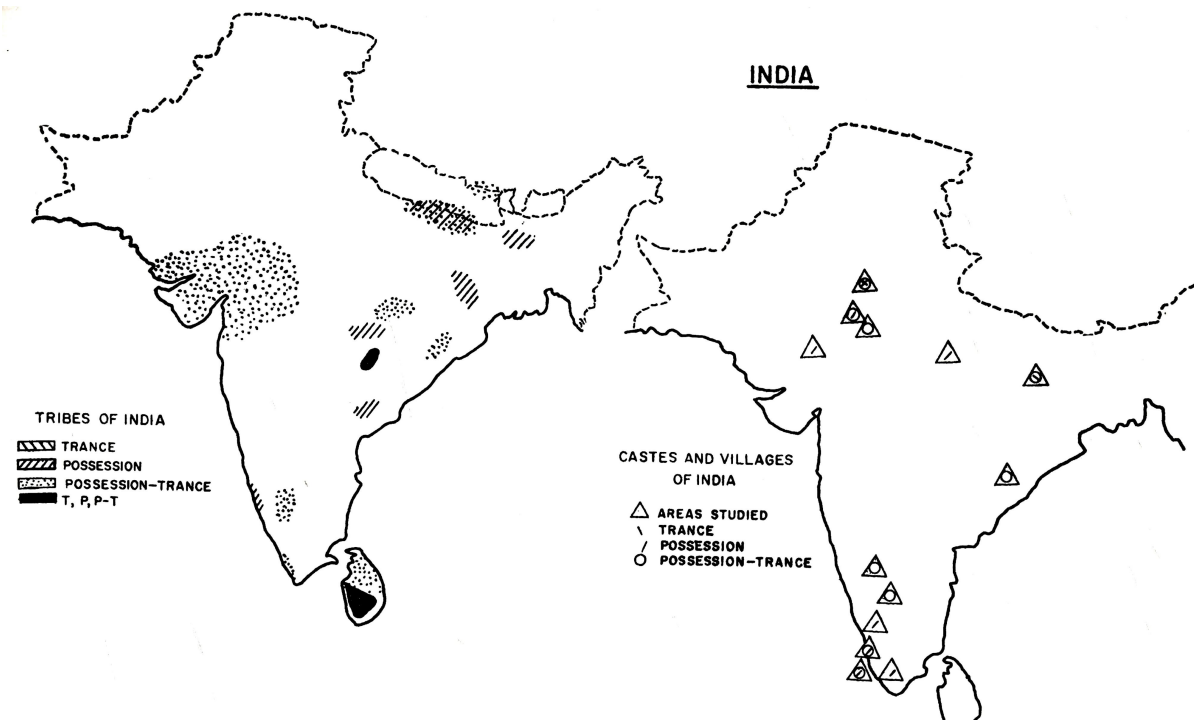 INDIA
TRIBES OF INDIA
TRANCE
POSSESSION
POSSESSION-TRANCE
T, P, P-T
CASTES AND VILLAGES
OF INDIA
AREAS STUDIED
TRANCE
POSSESSION
POSSESSION-TRANCE